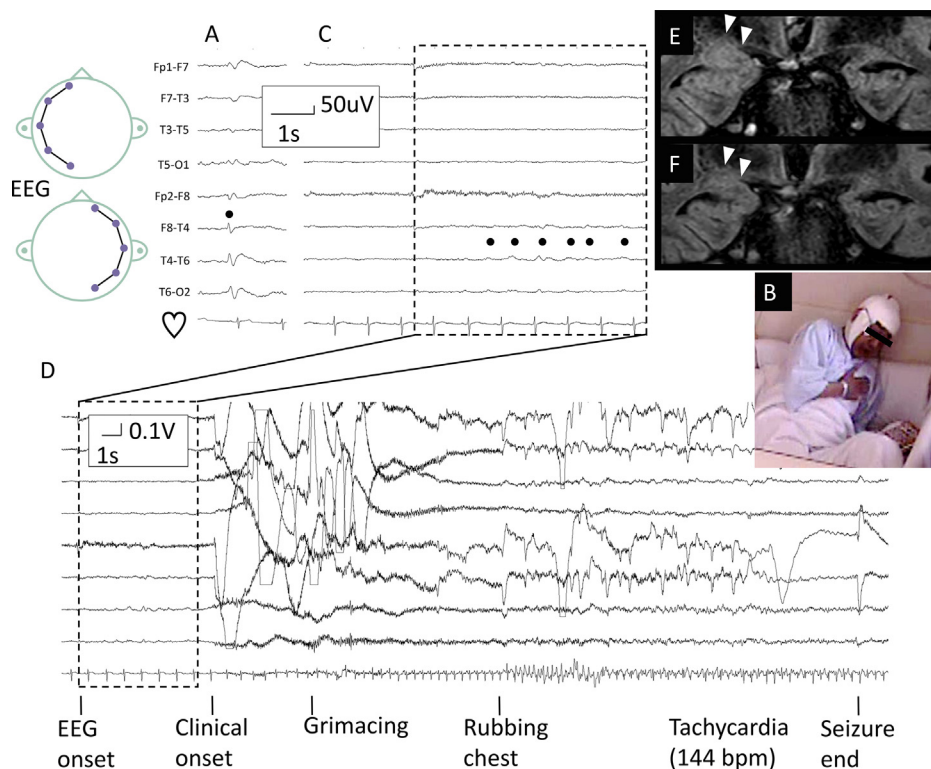 A
C
Fp1-F7
F7-T3
T3-T5
T5-O1
Fp2-F8
F8-T4
T4-T6
T6-O2
50uV
1s
EEG
E
F
B
D
0.1V
1s
EEG
onset
Clinical
onset
Grimacing
Rubbing
chest
Tachycardia
(144 bpm)
Seizure
end